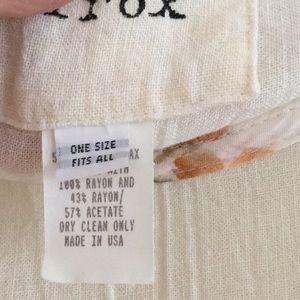 ONE SIZE
FITS ALL
100% RAYON AND
43% RAYON/
57% ACETATE
DRY CLEAN ONLY
MADE IN USA